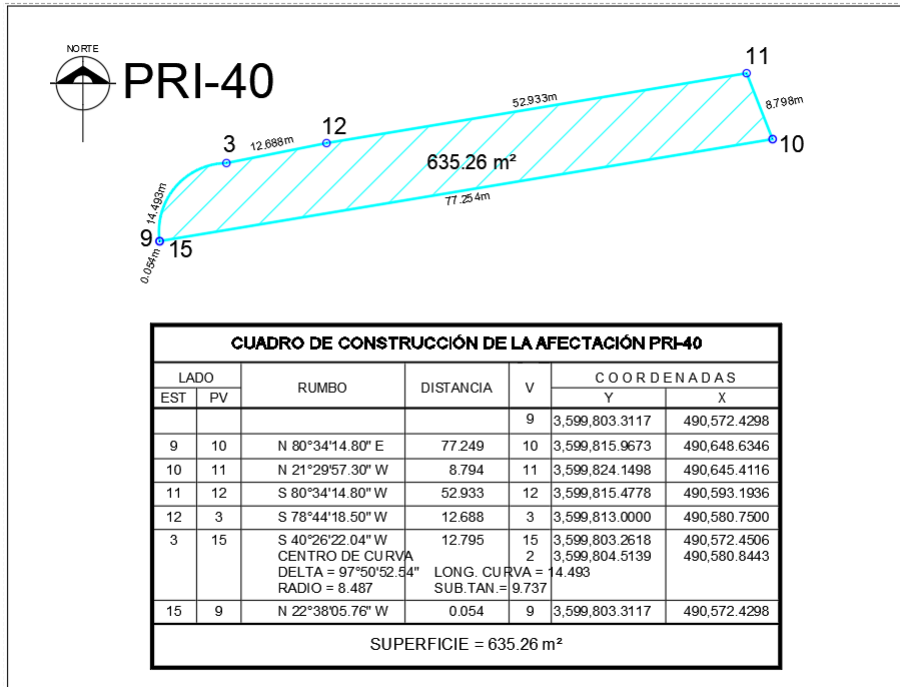 NORTE
PRI-40
11
52.933m
8.798m
12
12.688m
3
10
635.26 m²
77.254m
14.493m
9
15
0.054m
CUADRO DE CONSTRUCCIÓN DE LA AFECTACIÓN PRI-40
LADO RUMBO DISTANCIA V COORDENADAS
EST PV Y X
9 3,599,803.3117 490,572.4298
9 10 N 80°34'14.80" E 77.249 10 3,599,815.9673 490,648.6346
10 11 N 21°29'57.30" W 8.794 11 3,599,824.1498 490,645.4116
11 12 S 80°34'14.80" W 52.933 12 3,599,815.4778 490,593.1936
12 3 S 78°44'18.50" W 12.688 3 3,599,813.0000 490,580.7500
3 15 S 40°26'22.04" W 12.795 15 3,599,803.2618 490,572.4506
CENTRO DE CURVA 2 3,599,804.5139 490,580.8443
DELTA = 97°50'52.54" LONG. CURVA = 14.493
RADIO = 8.487 SUB.TAN.= 9.737
15 9 N 22°38'05.76" W 0.054 9 3,599,803.3117 490,572.4298
SUPERFICIE = 635.26 m²